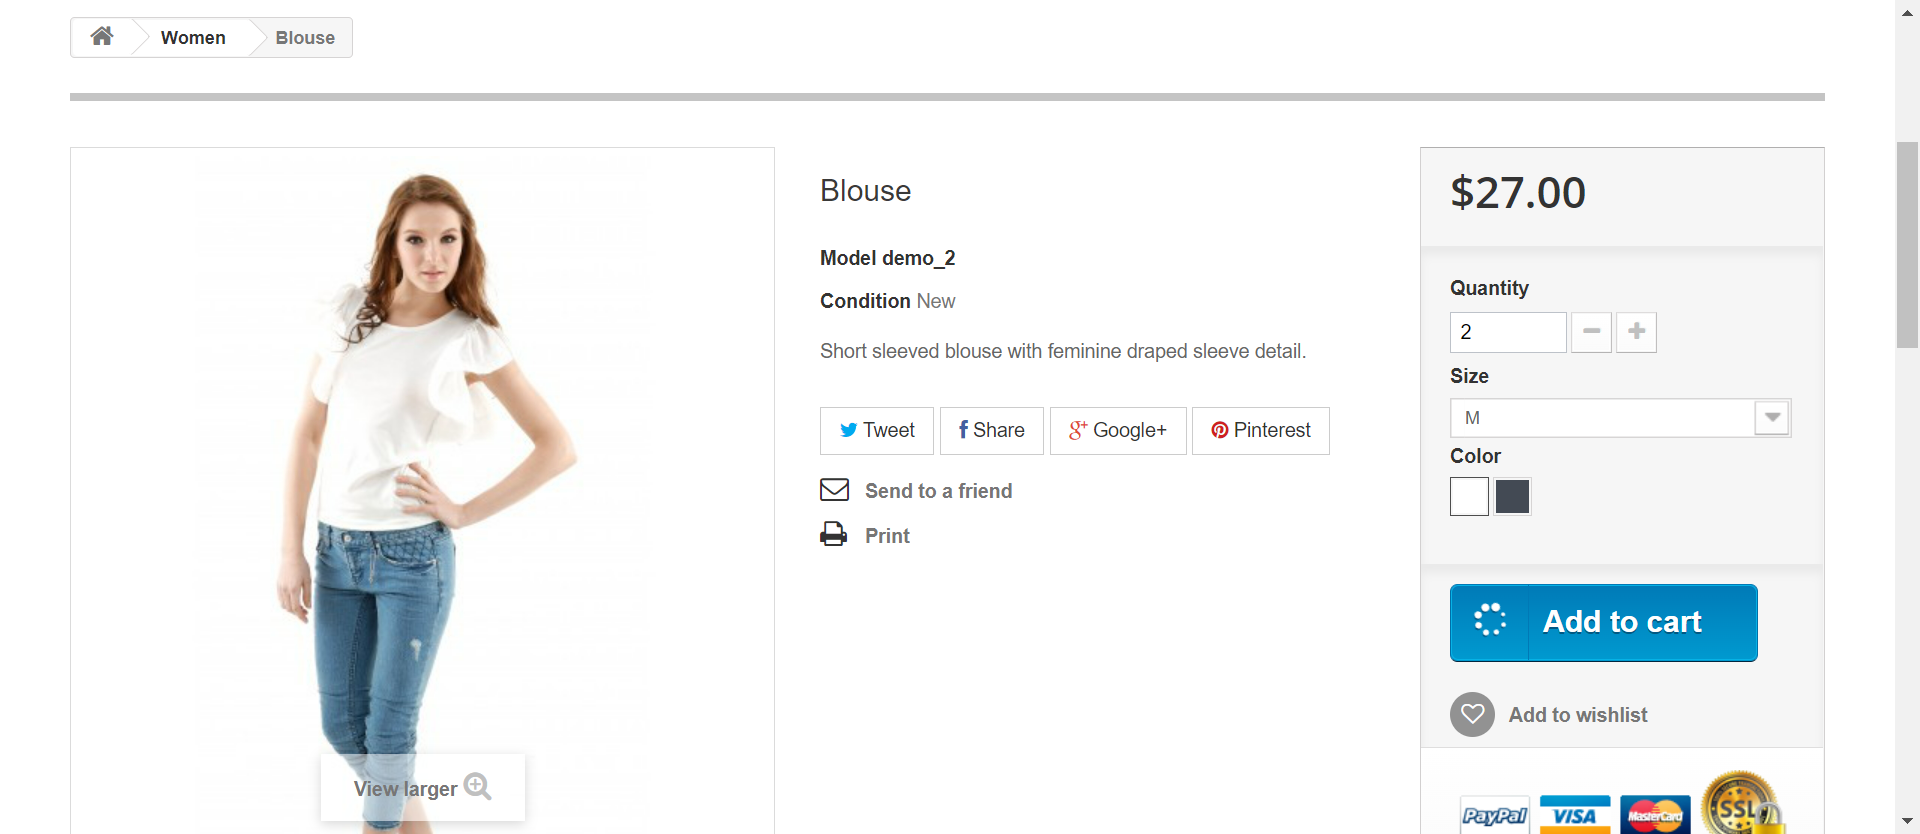 Women
Blouse
Blouse
Model demo_2
Condition New
Short sleeved blouse with feminine draped sleeve detail.
Tweet
Share
Google+
Pinterest
Send to a friend
Print
View larger
$27.00
Quantity
2
Size
M
Color
Add to cart
Add to wishlist
PayPal
VISA
MasterCard
SSL